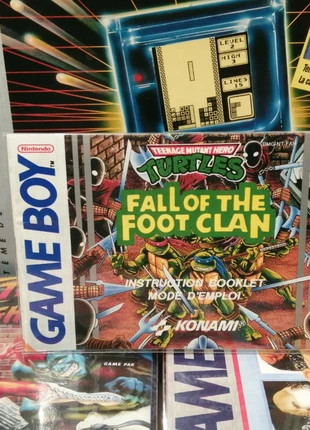 LEVEL
2
HIGH
3
LINES
15
Nintendo
GAME BOY
TEENAGE MUTANT HERO
TURTLES
FALL OF THE
FOOT CLAN
INSTRUCTION BOOKLET
MODE D'EMPLOI
KONAMI
GAME PAK